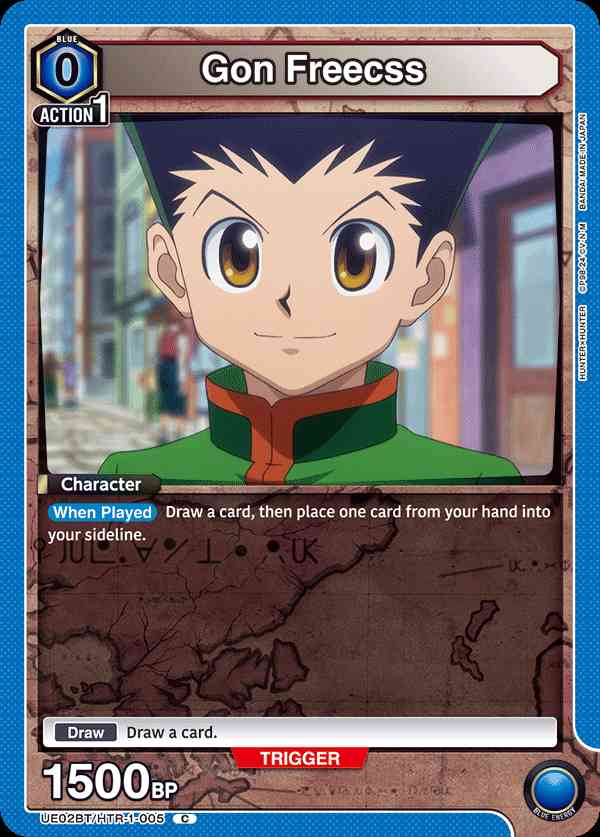 BLUE
0
Gon Freecss
ACTION 1
HUNTER×HUNTER ©P98-24 ©V·N·M BANDAI MADE IN JAPAN
Character
When Played Draw a card, then place one card from your hand into
your sideline.
Draw Draw a card.
TRIGGER
1500BP
UE02BT/HTR-1-005 C
BLUE ENERGY